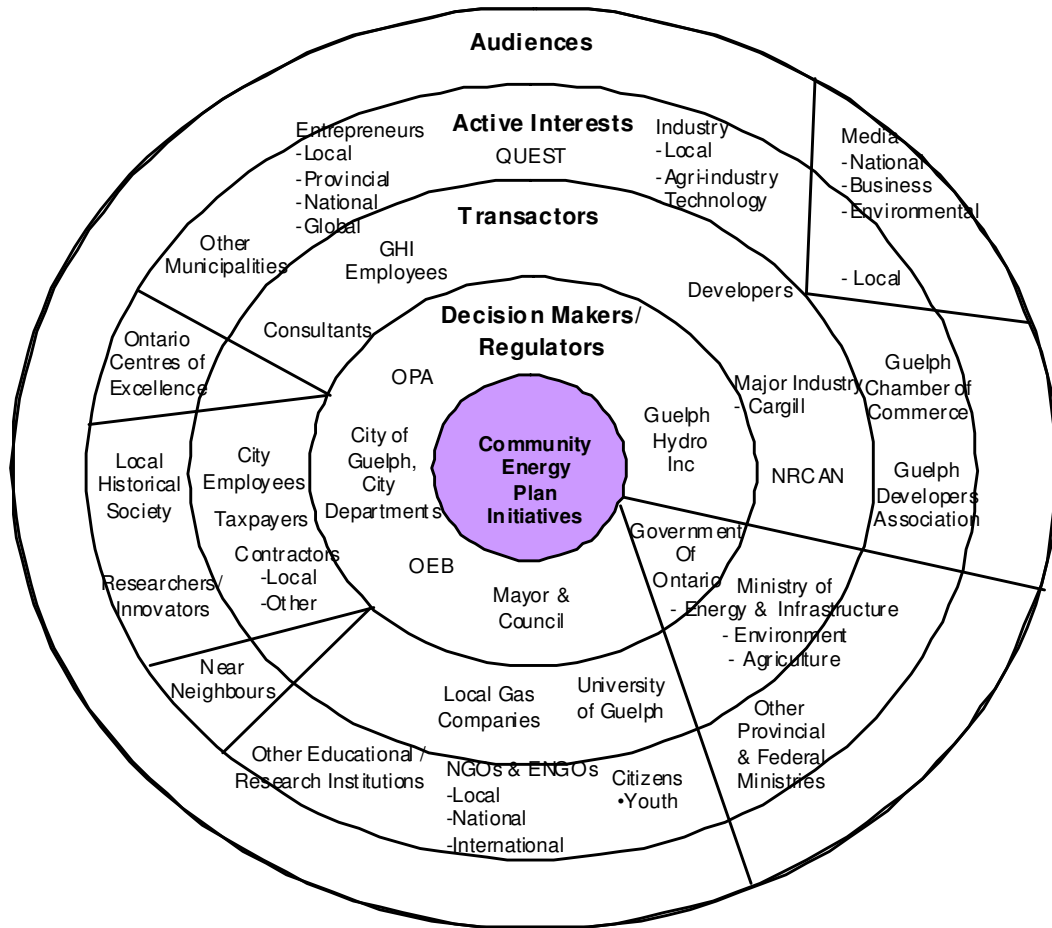 Audiences
Active Interests
QUEST
Entrepreneurs
-Local
-Provincial
-National
-Global
Industry
-Local
-Agri-industry
-Technology
Media
-National
-Business
-Environmental
-Local
Other
Municipalities
Transactors
GHI
Employees
Developers
Consultants
Decision Makers/
Regulators
Ontario
Centres of
Excellence
OPA
Major Industry
- Cargill
Guelph
Chamber of
Commerce
Guelph
Hydro
Inc
City of
Guelph,
City
Departments
Community
Energy
Plan
Initiatives
Local
Historical
Society
City
Employees
Taxpayers
Contractors
-Local
-Other
NRCAN
Guelph
Developers
Association
OEB
Mayor &
Council
Government
Of
Ontario
Ministry of
- Energy & Infrastructure
- Environment
- Agriculture
Researchers/
Innovators
Near
Neighbours
Local Gas
Companies
University
of Guelph
Other
Provincial
& Federal
Ministries
Other Educational /
Research Institutions
NGOs & ENGOs
-Local
-National
-International
Citizens
•Youth